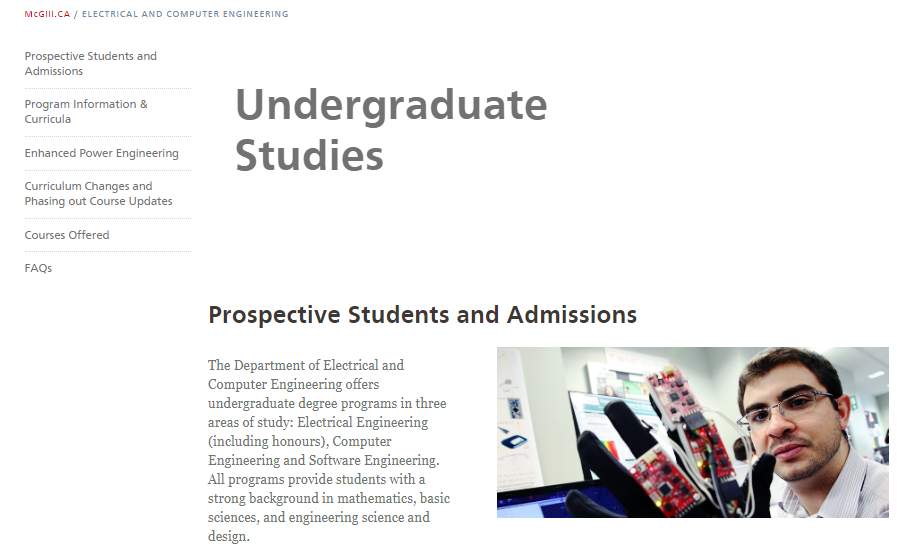 McGill.CA / ELECTRICAL AND COMPUTER ENGINEERING
Prospective Students and
Admissions
Program Information &
Curricula
Enhanced Power Engineering
Curriculum Changes and
Phasing out Course Updates
Courses Offered
FAQs
Undergraduate
Studies
Prospective Students and Admissions
The Department of Electrical and
Computer Engineering offers
undergraduate degree programs in three
areas of study: Electrical Engineering
(including honours), Computer
Engineering and Software Engineering.
All programs provide students with a
strong background in mathematics, basic
sciences, and engineering science and
design.